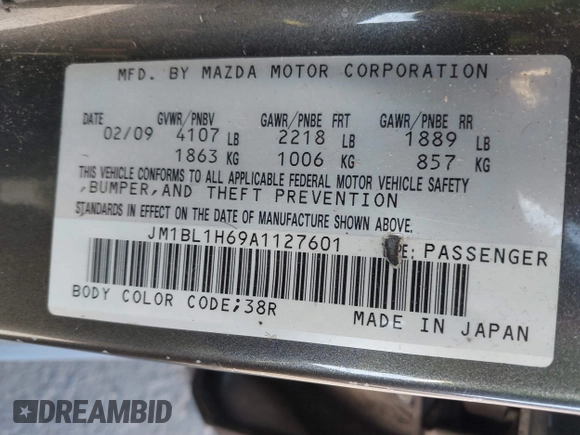 MFD. BY MAZDA MOTOR CORPORATION
DATE GVWR/PNBV GAWR/PNBE FRT GAWR/PNBE RR
02/09 4107 LB 2218 LB 1889 LB
1863 KG 1006 KG 857 KG
THIS VEHICLE CONFORMS TO ALL APPLICABLE FEDERAL MOTOR VEHICLE SAFETY
,BUMPER,AND THEFT PREVENTION
STANDARDS IN EFFECT ON THE DATE OF MANUFACTURE SHOWN ABOVE.
JM1BL1H69A1127601 PE: PASSENGER
BODY COLOR CODE;38R
MADE IN JAPAN
DREAMBID